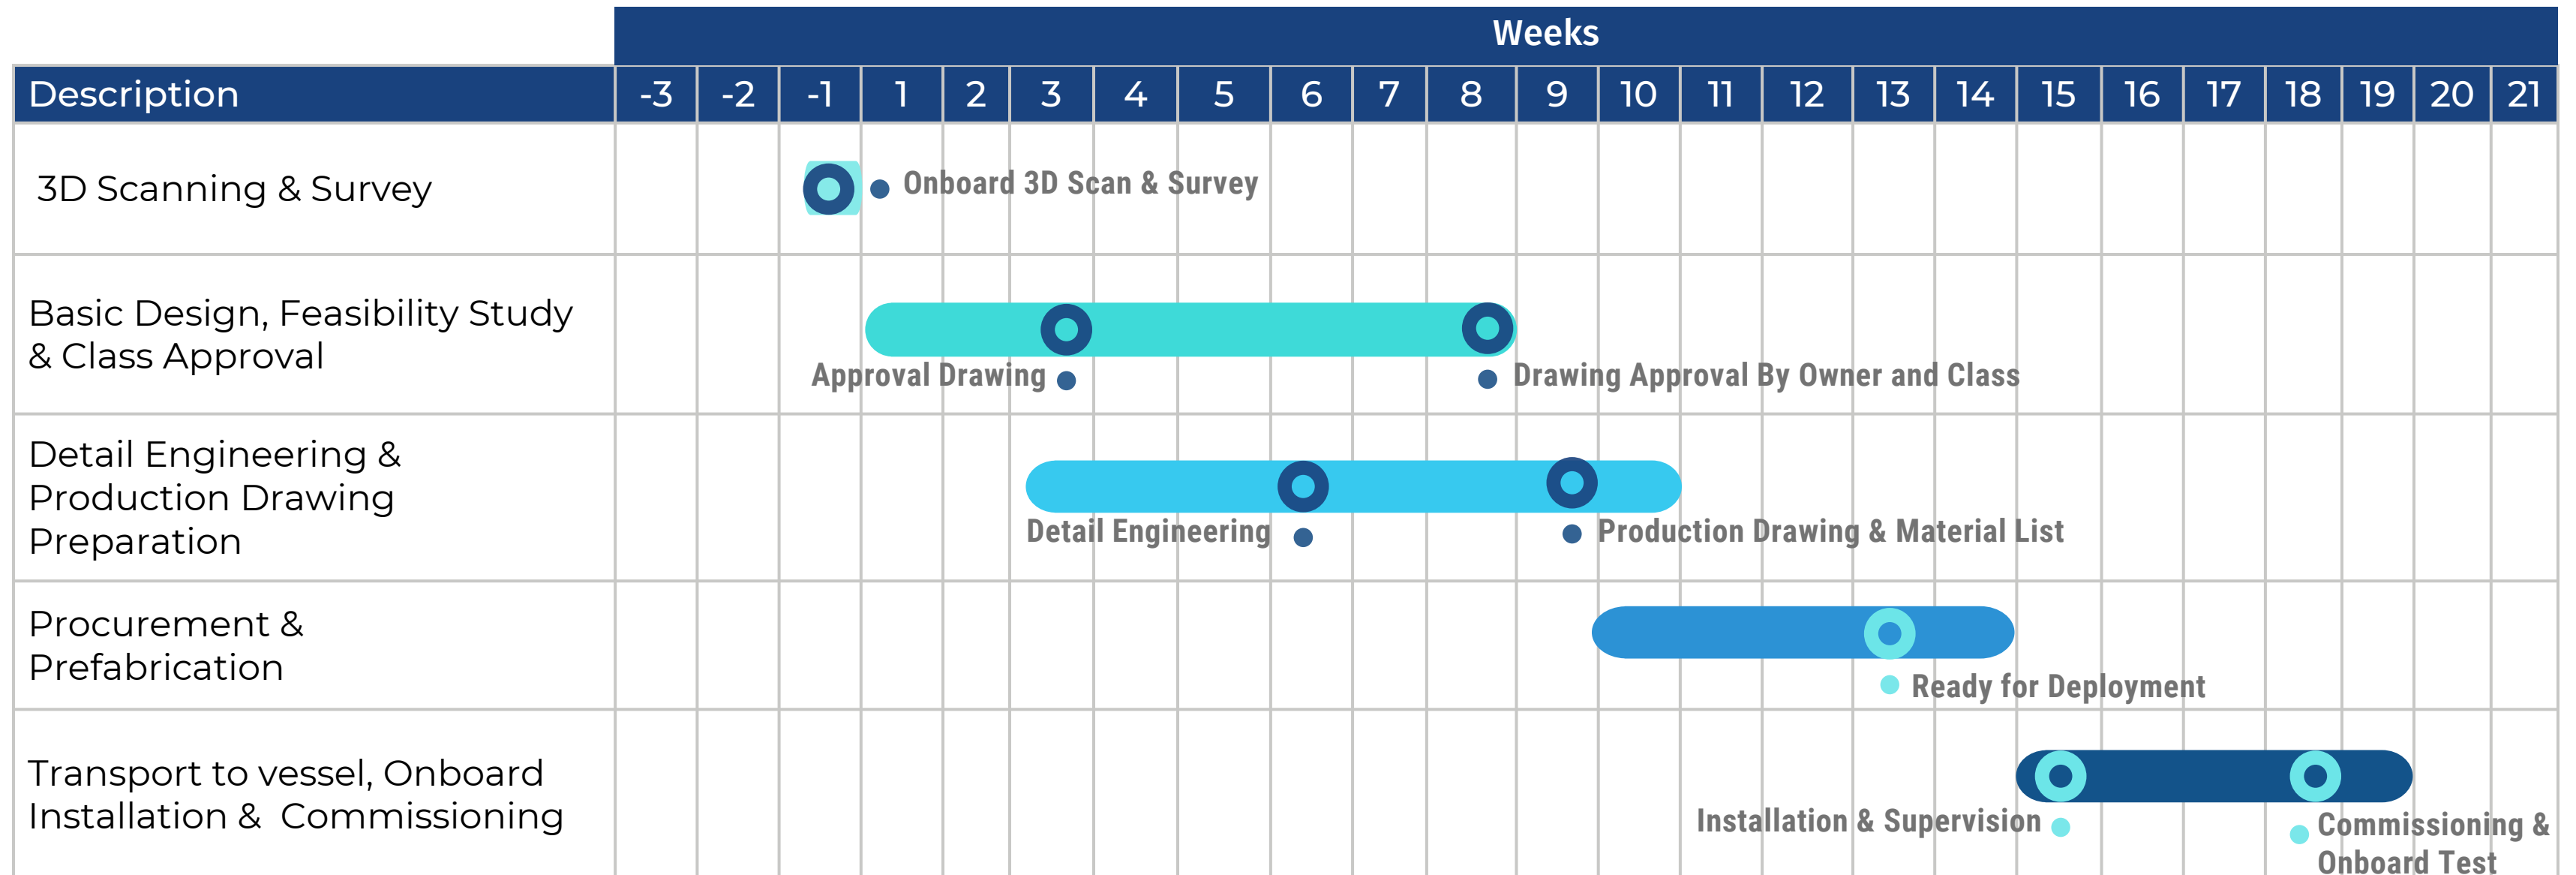 Weeks
Description -3 -2 -1 1 2 3 4 5 6 7 8 9 10 11 12 13 14 15 16 17 18 19 20 21
3D Scanning & Survey
Onboard 3D Scan & Survey
Basic Design, Feasibility Study
& Class Approval
Approval Drawing
Drawing Approval By Owner and Class
Detail Engineering &
Production Drawing
Preparation
Detail Engineering
Production Drawing & Material List
Procurement &
Prefabrication
Ready for Deployment
Transport to vessel, Onboard
Installation & Commissioning
Installation & Supervision
Commissioning &
Onboard Test